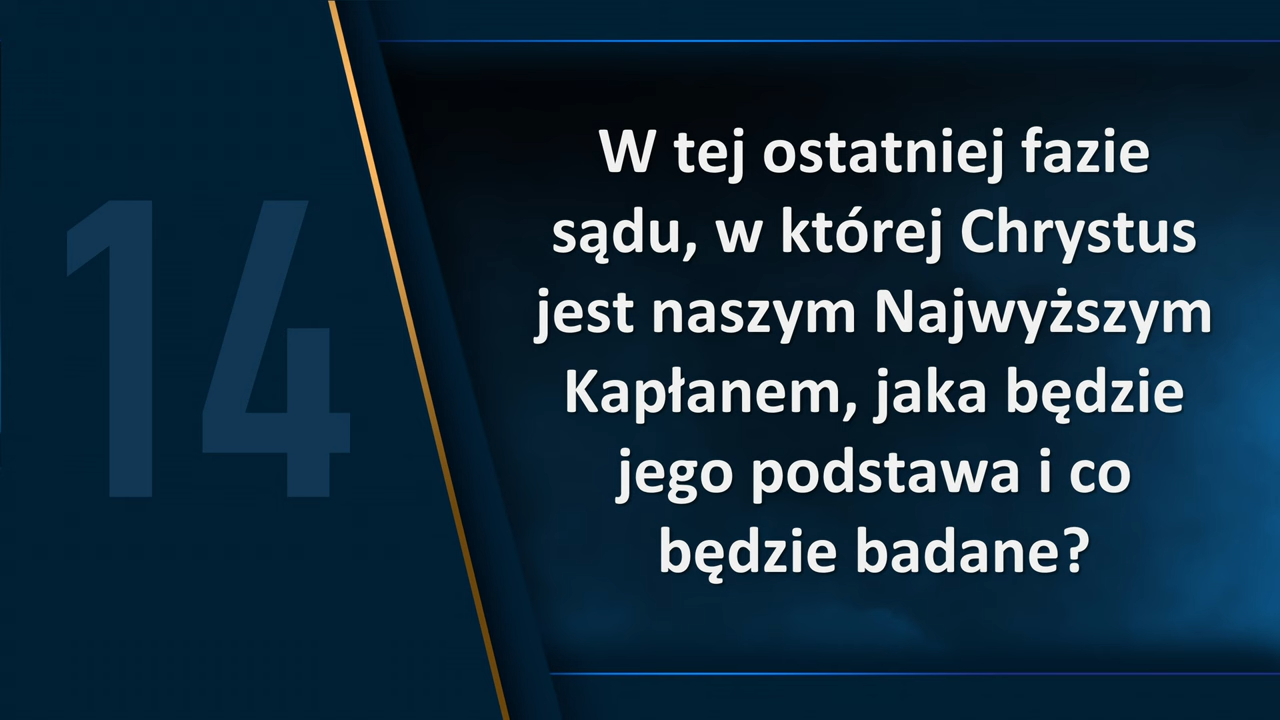 14
W tej ostatniej fazie
sądu, w której Chrystus
jest naszym Najwyższym
Kapłanem, jaka będzie
jego podstawa i co
będzie badane?